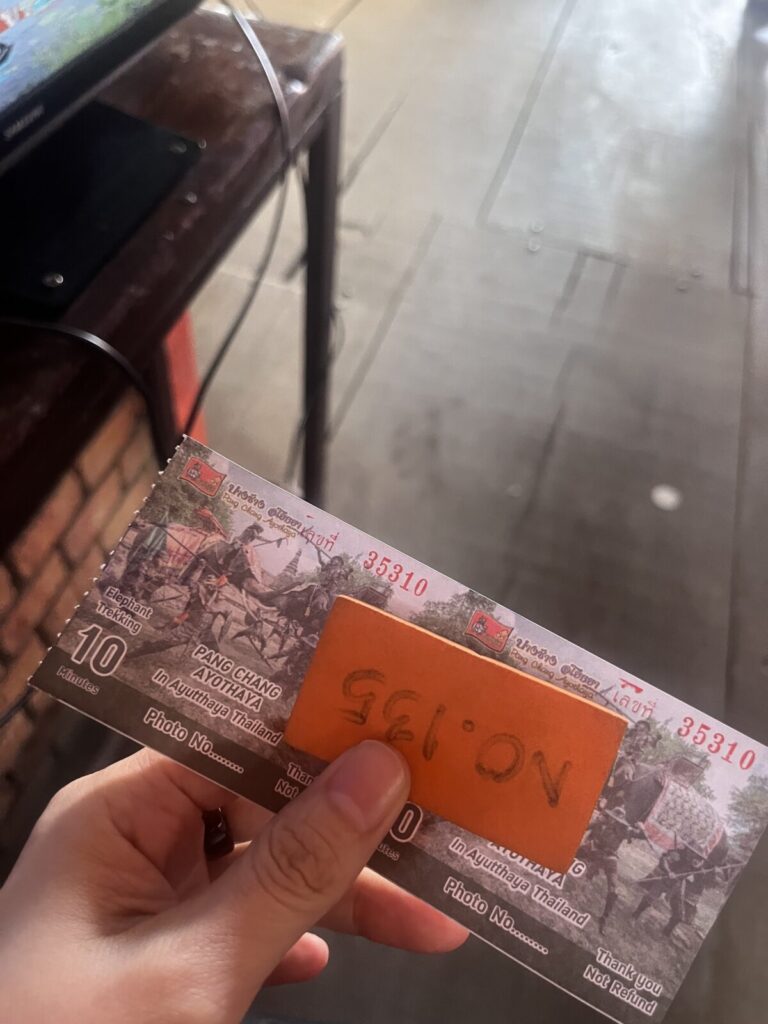 SAMSUNG
ปางช้าง อโยธยา
Pang Chang Ayothaya
เลขที่ 35310
Elephant
Trekking
10
Minutes
PANG CHANG
AYOTHAYA
In Ayutthaya Thailand
Photo No........
NO.135
ปางช้าง อโยธยา
Pang Chang Ayothaya
เลขที่ 35310
AYOTHAYA
In Ayutthaya Thailand
Photo No........
Thank you
Not Refund